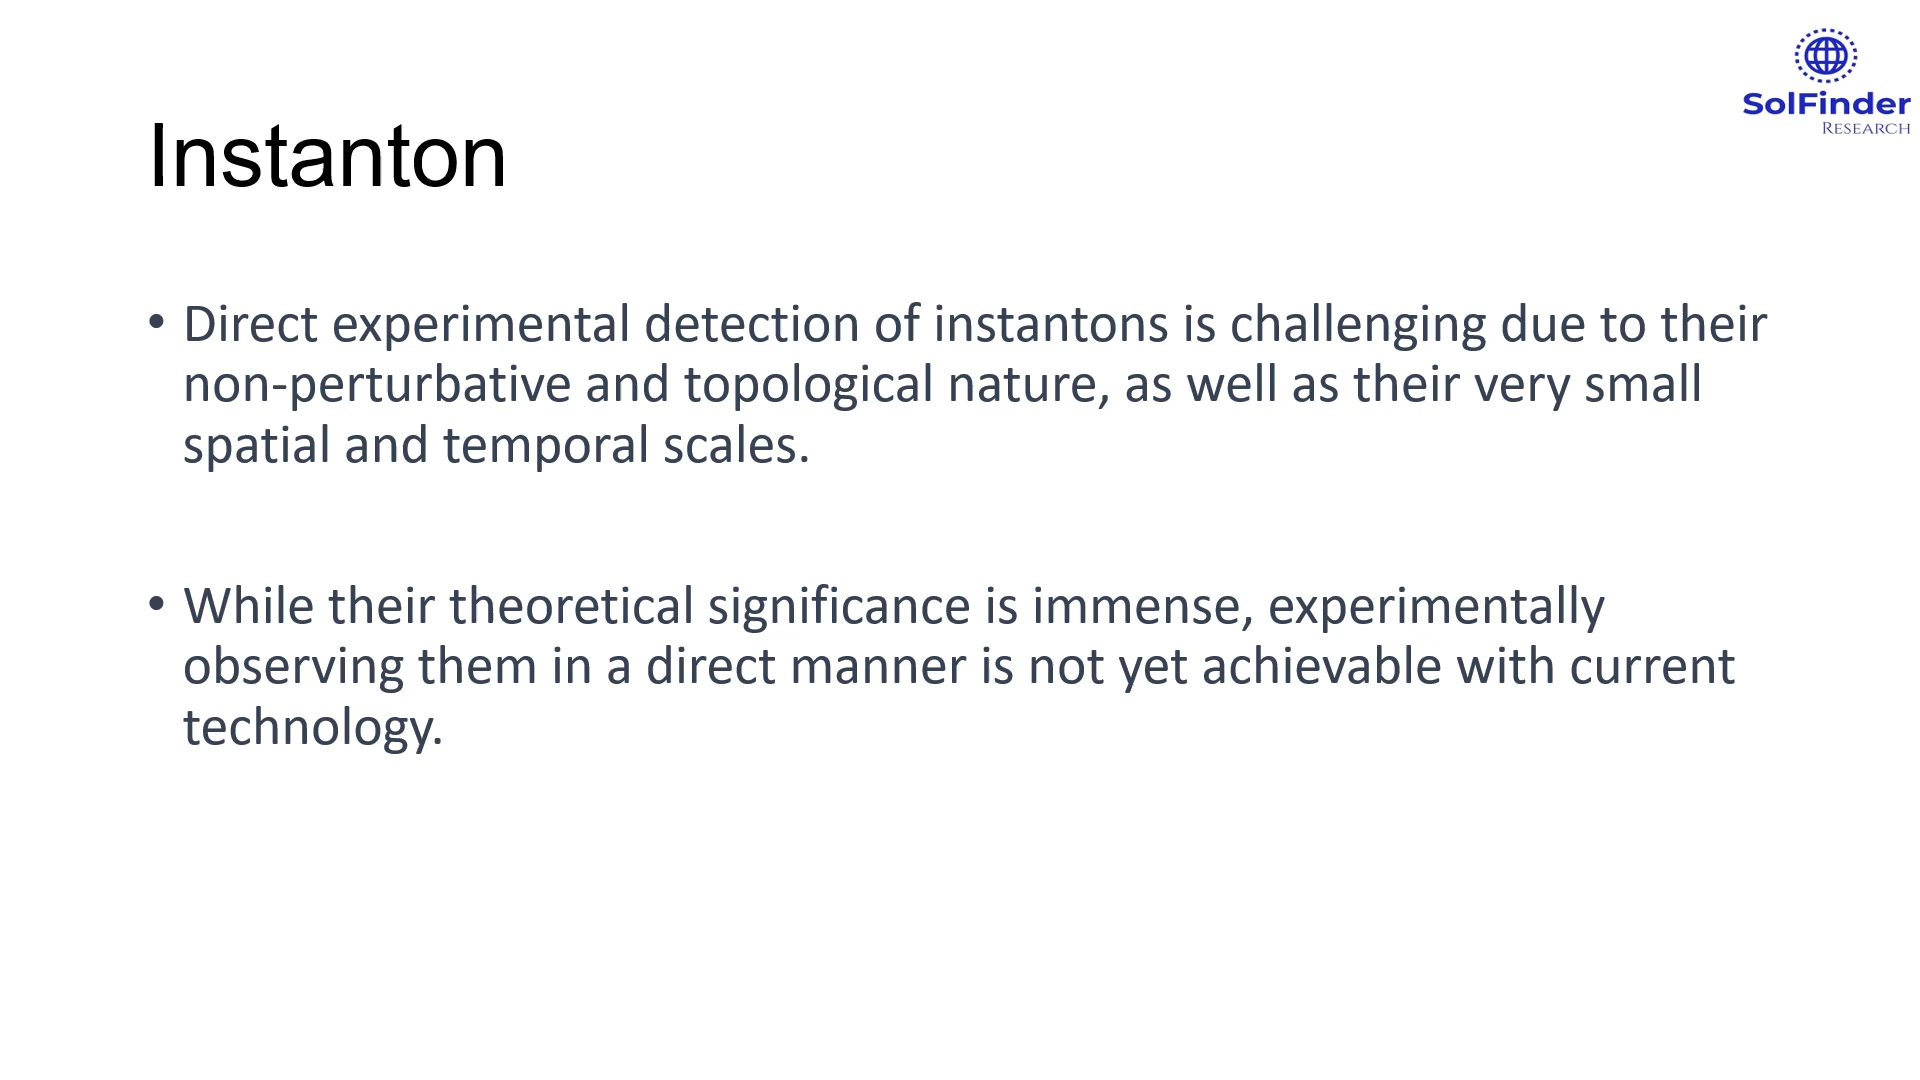 SolFinder
RESEARCH
Instanton
• Direct experimental detection of instantons is challenging due to their
non-perturbative and topological nature, as well as their very small
spatial and temporal scales.
• While their theoretical significance is immense, experimentally
observing them in a direct manner is not yet achievable with current
technology.